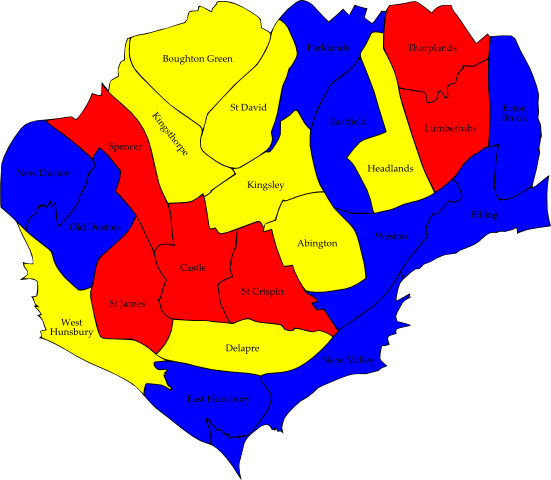 Parklands
Thorplands
Boughton Green
Ecton
Brook
St David
Eastfield
Lumbertubs
Kingsthorpe
Spencer
Headlands
New Duston
Kingsley
Billing
Old Duston
Weston
Abington
Castle
St Crispin
St James
West
Hunsbury
Delapre
Nene Valley
East Hunsbury